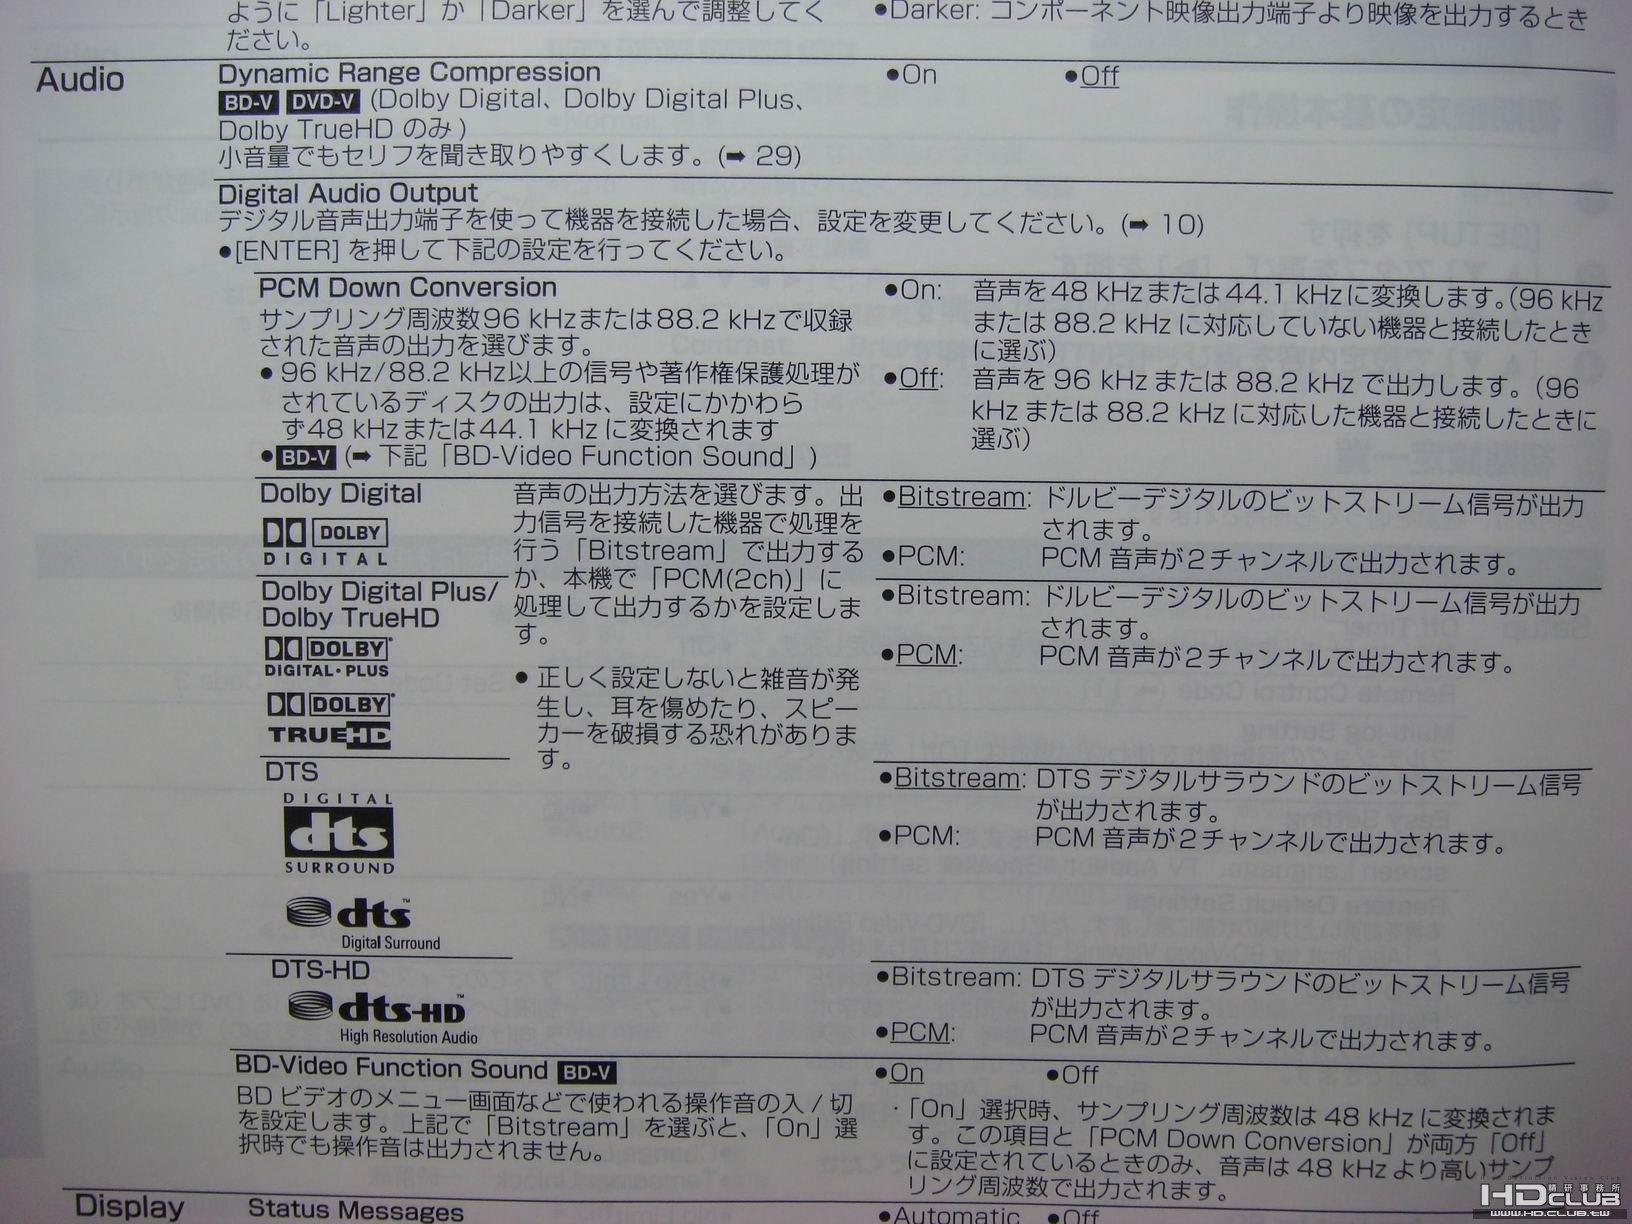 ように「Lighter」か「Darker」を選んで調整してく
ださい。
●Darker: コンポーネント映像出力端子より映像を出力するとき
Audio
Dynamic Range Compression
●On ●Off
BD-V DVD-V (Dolby Digital、Dolby Digital Plus、
Dolby TrueHD のみ)
小音量でもセリフを聞き取りやすくします。(➡ 29)
Digital Audio Output
デジタル音声出力端子を使って機器を接続した場合、設定を変更してください。(➡ 10)
●[ENTER] を押して下記の設定を行ってください。
PCM Down Conversion
サンプリング周波数96 kHzまたは88.2 kHzで収録
された音声の出力を選びます。
● 96 kHz/88.2 kHz以上の信号や著作権保護処理が
されているディスクの出力は、設定にかかわら
ず48 kHzまたは44.1 kHz に変換されます
● BD-V (➡ 下記「BD-Video Function Sound」)
●On: 音声を48 kHzまたは44.1 kHzに変換します。(96 kHz
または 88.2 kHz に対応していない機器と接続したとき
に選ぶ)
●Off: 音声を 96 kHz または 88.2 kHz で出力します。(96
kHz または 88.2 kHz に対応した機器と接続したときに
選ぶ)
Dolby Digital
DOLBY
DIGITAL
Dolby Digital Plus/
Dolby TrueHD
DOLBY
DIGITAL・PLUS
DOLBY
TRUEHD
音声の出力方法を選びます。出
力信号を接続した機器で処理を
行う「Bitstream」で出力する
か、本機で「PCM(2ch)」に
処理して出力するかを設定しま
す。
● 正しく設定しないと雑音が発
生し、耳を傷めたり、スピー
カーを破損する恐れがありま
す。
●Bitstream: ドルビーデジタルのビットストリーム信号が出力
されます。
●PCM: PCM 音声が2チャンネルで出力されます。
●Bitstream: ドルビーデジタルのビットストリーム信号が出力
されます。
●PCM: PCM 音声が2チャンネルで出力されます。
DTS
DIGITAL
dts
SURROUND
dts™
Digital Surround
●Bitstream: DTS デジタルサラウンドのビットストリーム信号
が出力されます。
●PCM: PCM 音声が2チャンネルで出力されます。
DTS-HD
dts-HD™
High Resolution Audio
●Bitstream: DTS デジタルサラウンドのビットストリーム信号
が出力されます。
●PCM: PCM 音声が2チャンネルで出力されます。
BD-Video Function Sound BD-V
BD ビデオのメニュー画面などで使われる操作音の入/切
を設定します。上記で「Bitstream」を選ぶと、「On」選
択時でも操作音は出力されません。
●On ●Off
・「On」選択時、サンプリング周波数は 48 kHz に変換されま
す。この項目と「PCM Down Conversion」が両方「Off」
に設定されているときのみ、音声は 48 kHz より高いサンプ
リング周波数で出力されます。
Display
Status Messages
●Automatic ●Off
精研事務所
HDCLUB
WWW.HD.CLUB.TW